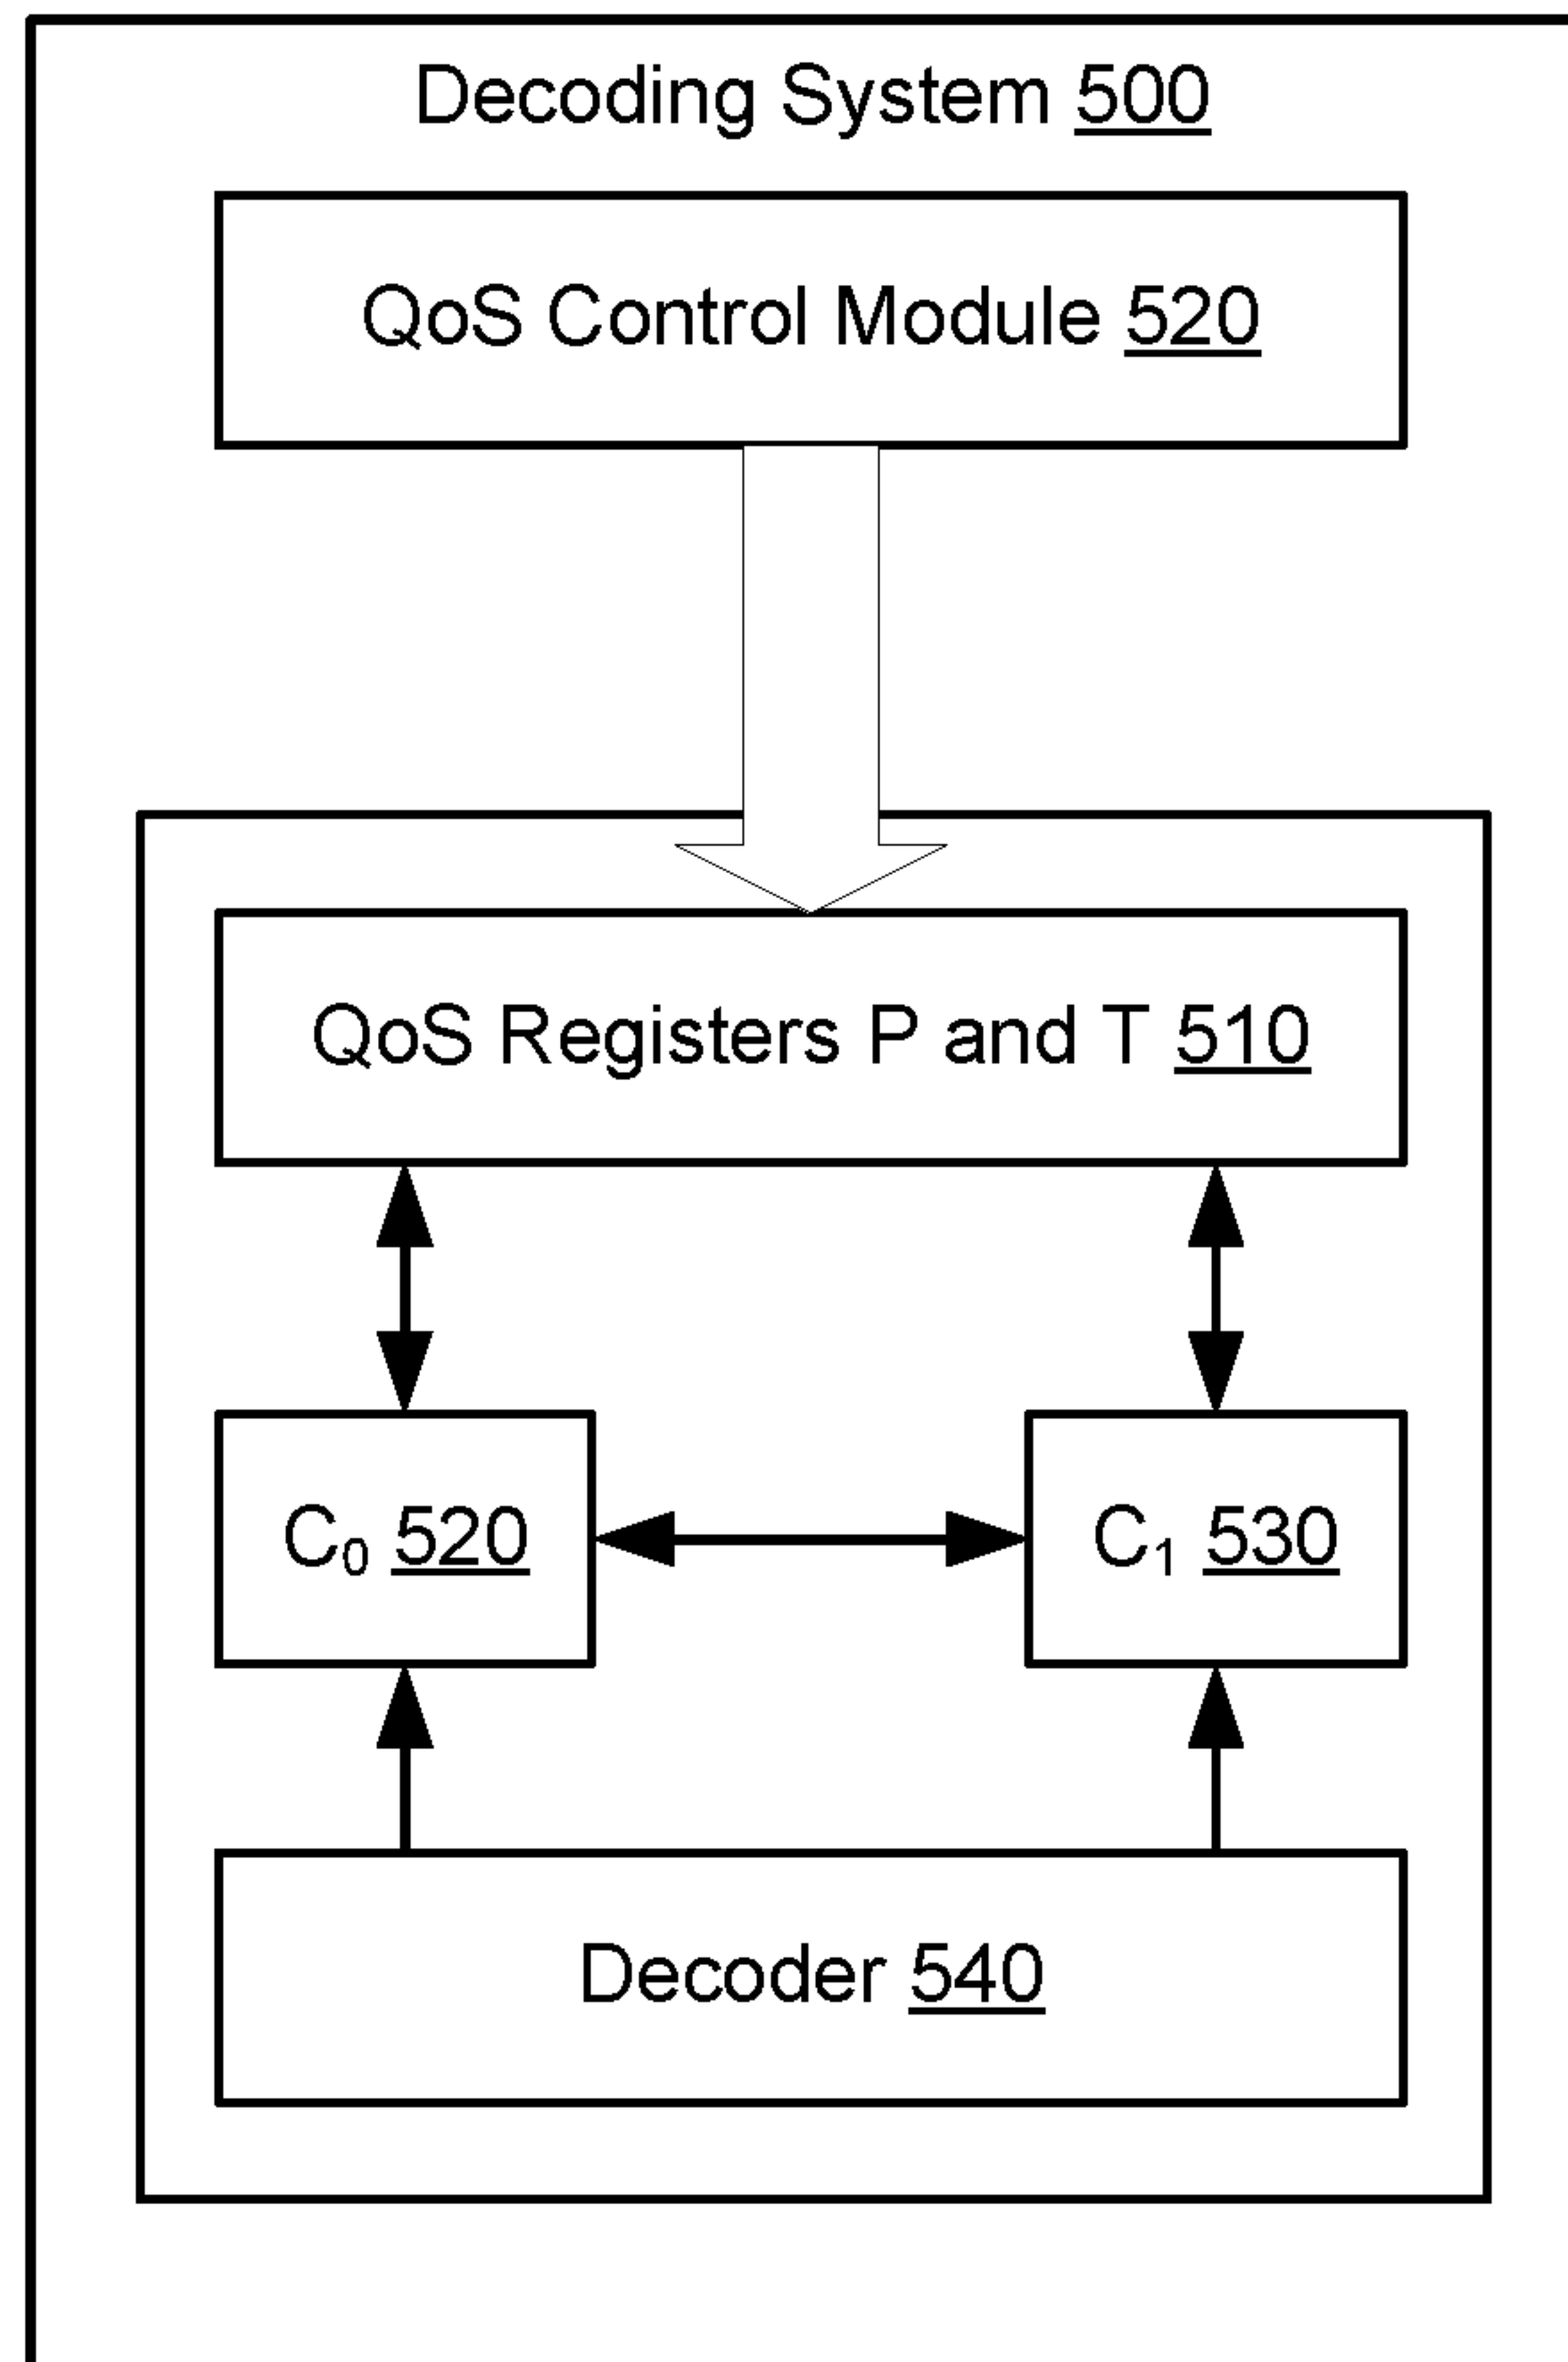 Decoding System 500
QoS Control Module 520
QoS Registers P and T 510
C₀ 520
C₁ 530
Decoder 540